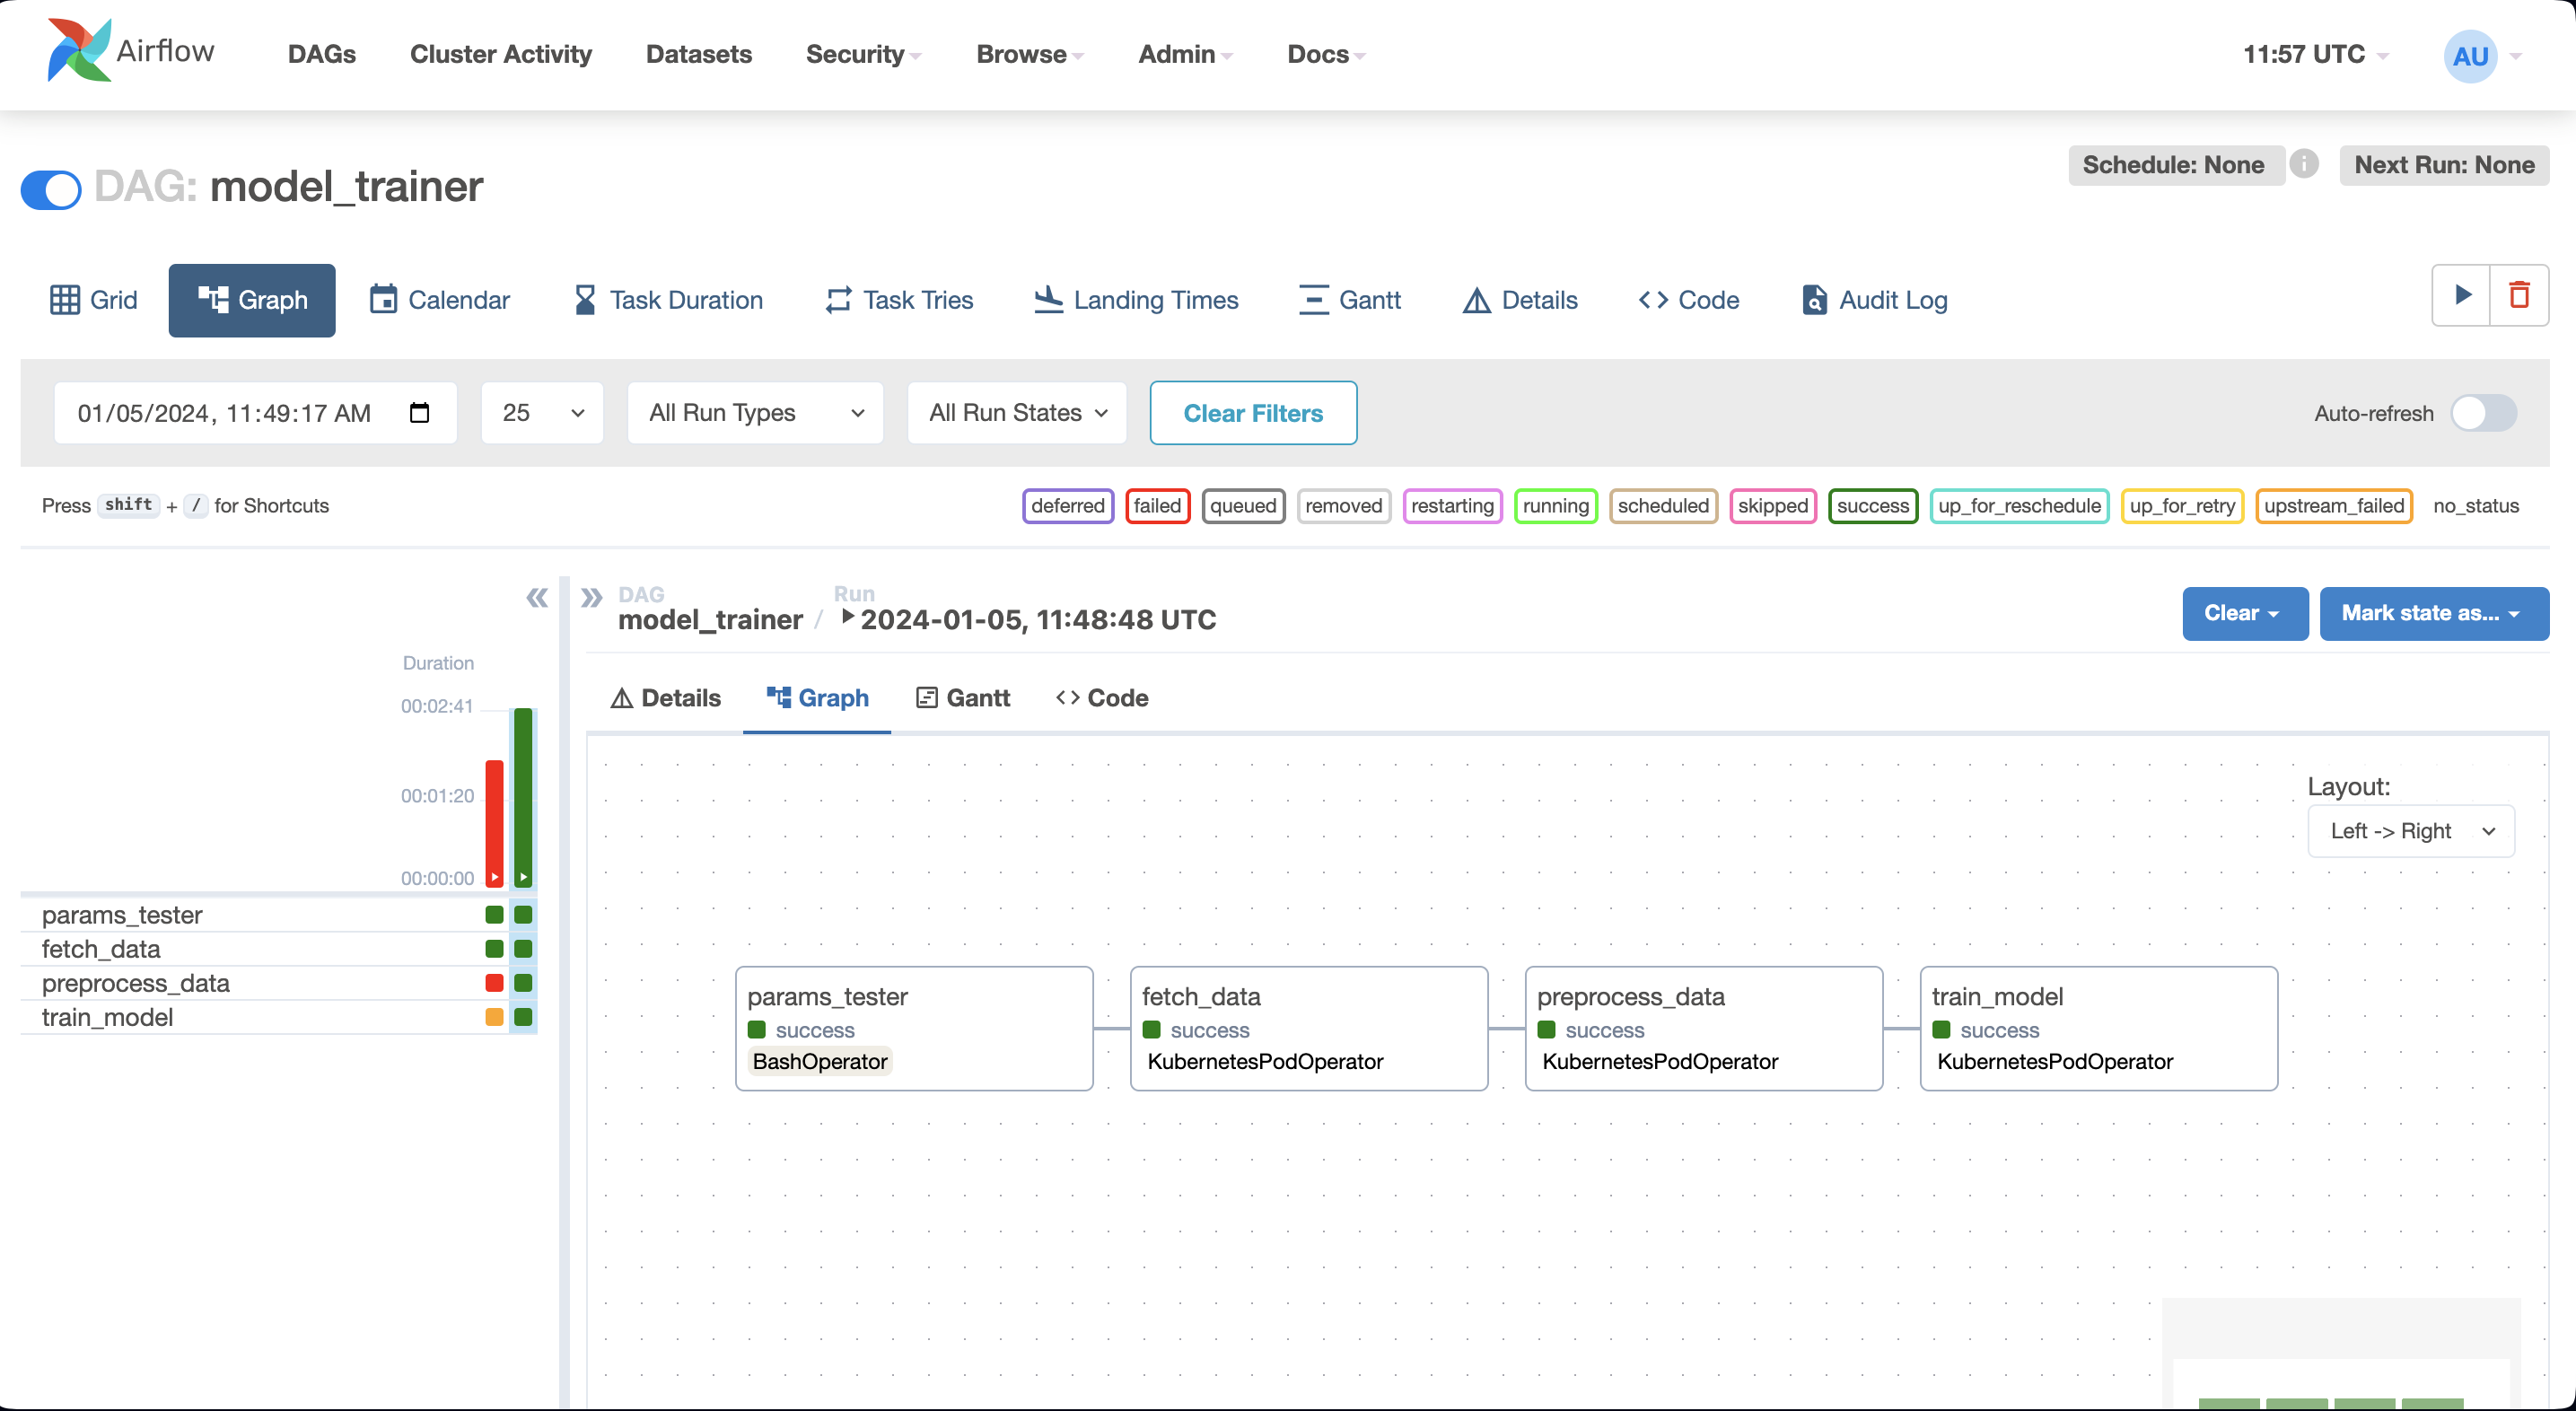 Airflow
DAGs Cluster Activity Datasets Security Browse Admin Docs 11:57 UTC AU
DAG: model_trainer
Schedule: None i Next Run: None
Grid Graph Calendar Task Duration Task Tries Landing Times Gantt Details Code Audit Log
01/05/2024, 11:49:17 AM 25 All Run Types All Run States Clear Filters Auto-refresh
Press shift + / for Shortcuts
deferred failed queued removed restarting running scheduled skipped success up_for_reschedule up_for_retry upstream_failed no_status
DAG Run
model_trainer / 2024-01-05, 11:48:48 UTC
Clear Mark state as...
Duration
00:02:41
00:01:20
00:00:00
params_tester
fetch_data
preprocess_data
train_model
Details Graph Gantt Code
Layout:
Left -> Right
params_tester
success
BashOperator
fetch_data
success
KubernetesPodOperator
preprocess_data
success
KubernetesPodOperator
train_model
success
KubernetesPodOperator